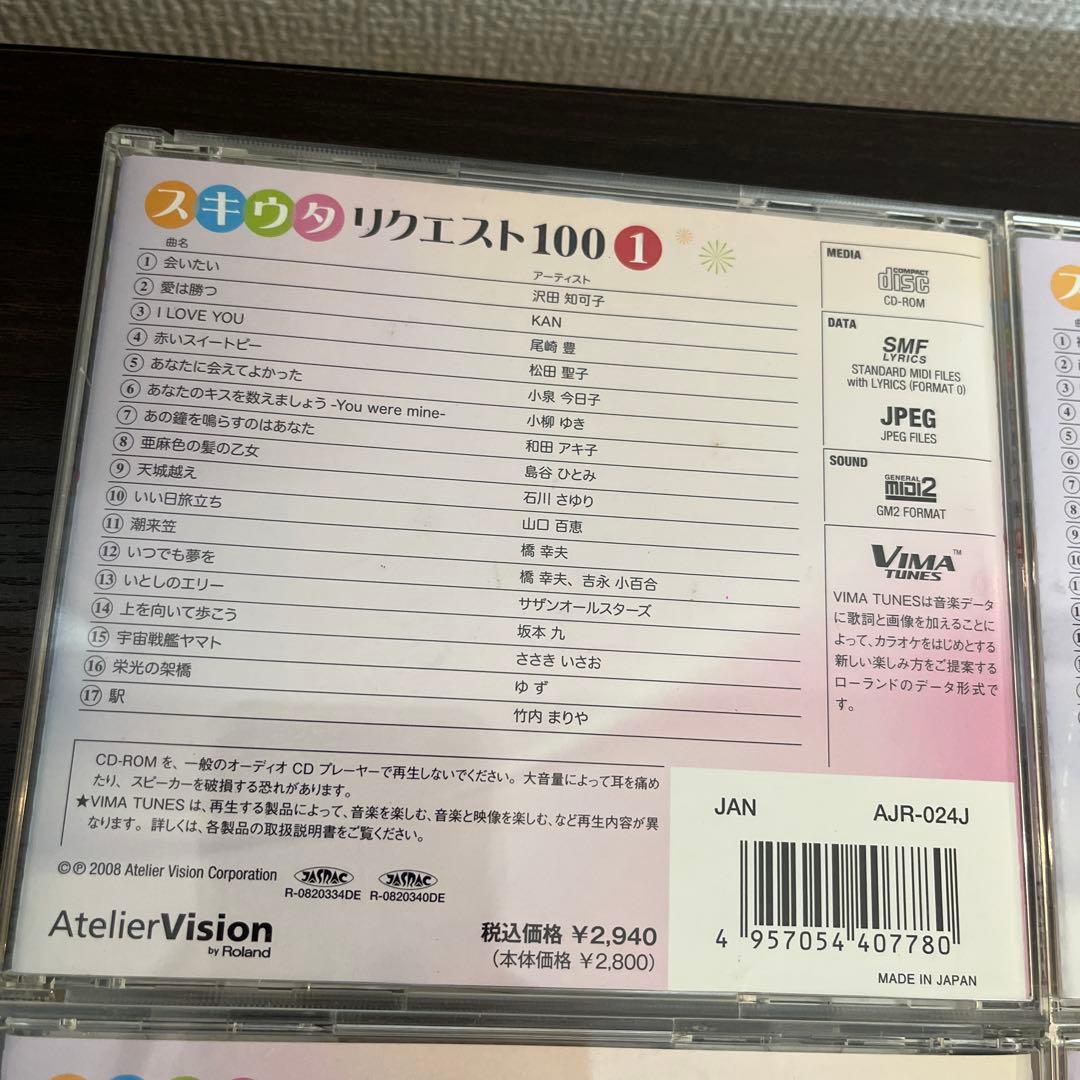 スキウタ リクエスト100 1
曲名 アーティスト
① 会いたい 沢田 知可子
② 愛は勝つ KAN
③ I LOVE YOU 尾崎 豊
④ 赤いスイートピー 松田 聖子
⑤ あなたに会えてよかった 小泉 今日子
⑥ あなたのキスを数えましょう -You were mine- 小柳 ゆき
⑦ あの鐘を鳴らすのはあなた 和田 アキ子
⑧ 亜麻色の髪の乙女 島谷 ひとみ
⑨ 天城越え 石川 さゆり
⑩ いい日旅立ち 山口 百恵
⑪ 潮来笠 橋 幸夫
⑫ いつでも夢を 橋 幸夫、吉永 小百合
⑬ いとしのエリー サザンオールスターズ
⑭ 上を向いて歩こう 坂本 九
⑮ 宇宙戦艦ヤマト ささき いさお
⑯ 栄光の架橋 ゆ ず
⑰ 駅 竹内 まりや
MEDIA
COMPACT
disc
CD-ROM
DATA
SMF
LYRICS
STANDARD MIDI FILES
with LYRICS (FORMAT 0)
JPEG
JPEG FILES
SOUND
GENERAL
MIDI2
GM2 FORMAT
VIMA™
TUNES
VIMA TUNESは音楽データ
に歌詞と画像を加えることに
よって、カラオケをはじめとする
新しい楽しみ方をご提案する
ローランドのデータ形式で
す。
CD-ROM を、一般のオーディオ CD プレーヤーで再生しないでください。大音量によって耳を痛め
たり、スピーカーを破損する恐れがあります。
★VIMA TUNES は、再生する製品によって、音楽を楽しむ、音楽と映像を楽しむ、など再生内容が異
なります。詳しくは、各製品の取扱説明書をご覧ください。
©℗ 2008 Atelier Vision Corporation
JASRAC JASRAC
R-0820334DE R-0820340DE
AtelierVision
by Roland
税込価格 ￥2,940
（本体価格 ￥2,800）
JAN AJR-024J
4 957054 407780
MADE IN JAPAN